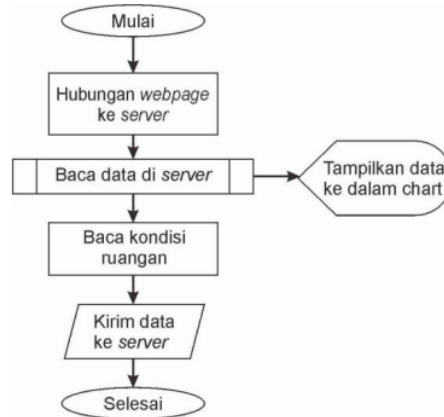 Mulai
Hubungan webpage
ke server
Baca data di server
Tampilkan data
ke dalam chart
Baca kondisi
ruangan
Kirim data
ke server
Selesai